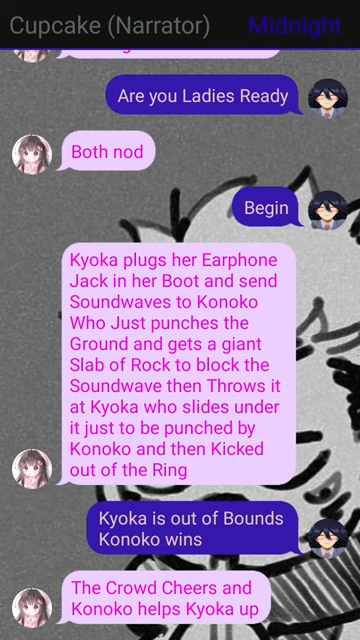 Cupcake (Narrator) Midnight
Are you Ladies Ready
Both nod
Begin
Kyoka plugs her Earphone
Jack in her Boot and send
Soundwaves to Konoko
Who Just punches the
Ground and gets a giant
Slab of Rock to block the
Soundwave then Throws it
at Kyoka who slides under
it just to be punched by
Konoko and then Kicked
out of the Ring
Kyoka is out of Bounds
Konoko wins
The Crowd Cheers and
Konoko helps Kyoka up